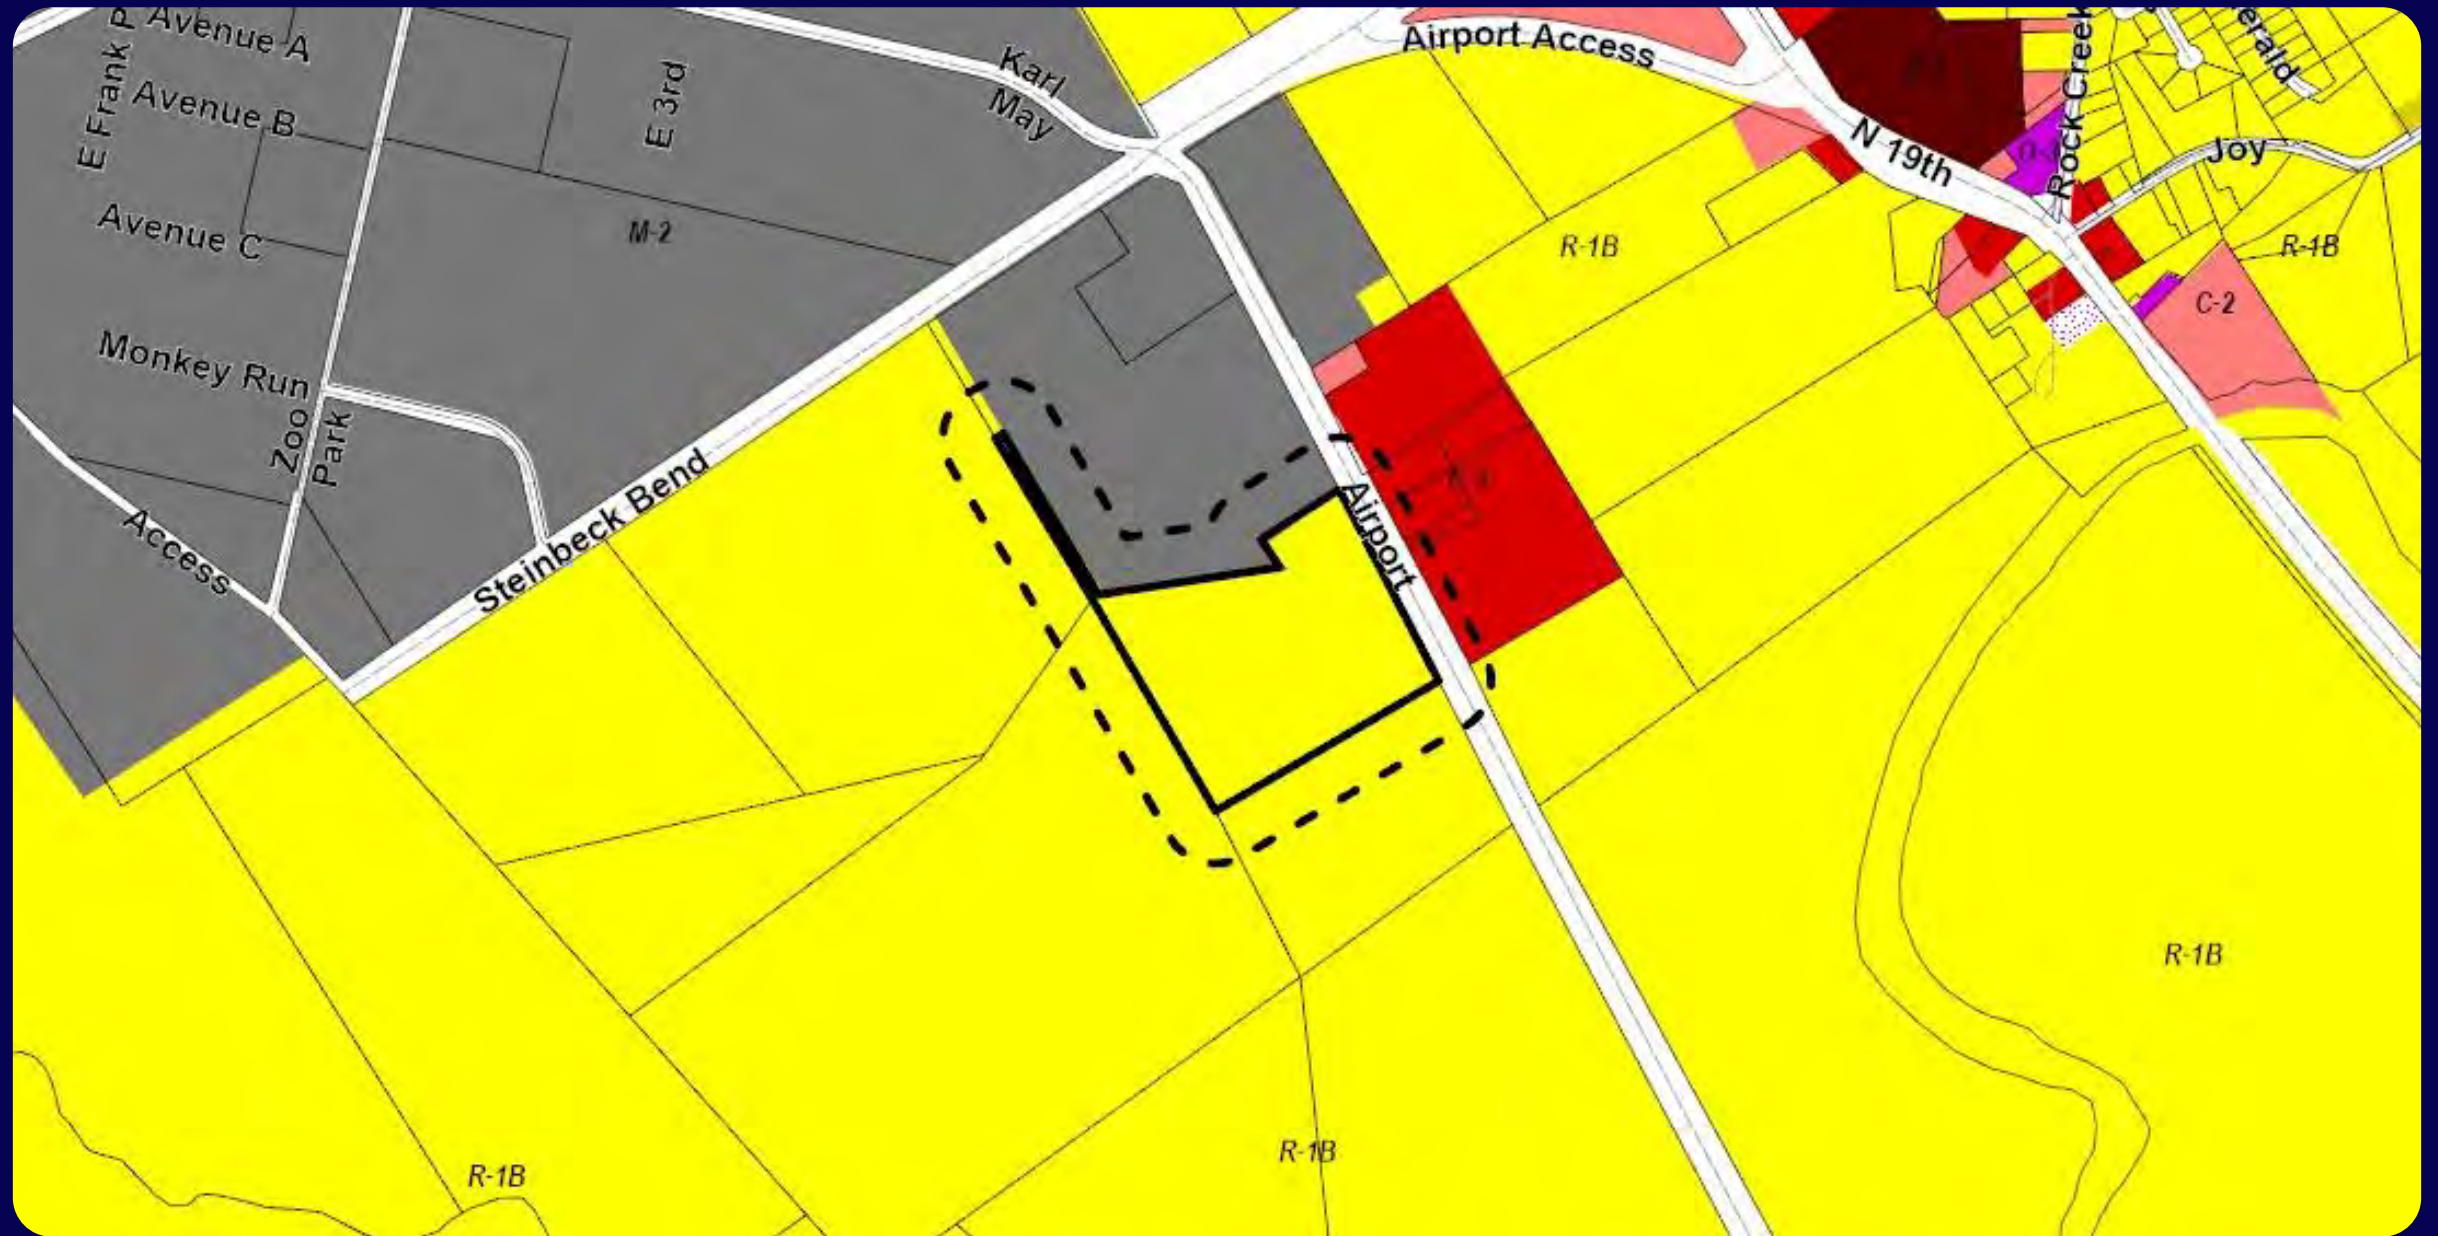 Avenue A
E Frank P
Avenue B
Avenue C
E 3rd
Karl
May
Airport Access
Rock Creek
erald
N 19th
Joy
M-2
R-1B
R-1B
C-2
Monkey Run
Zoo
Park
Access
Steinbeck Bend
Airport
R-1B
R-1B
R-1B